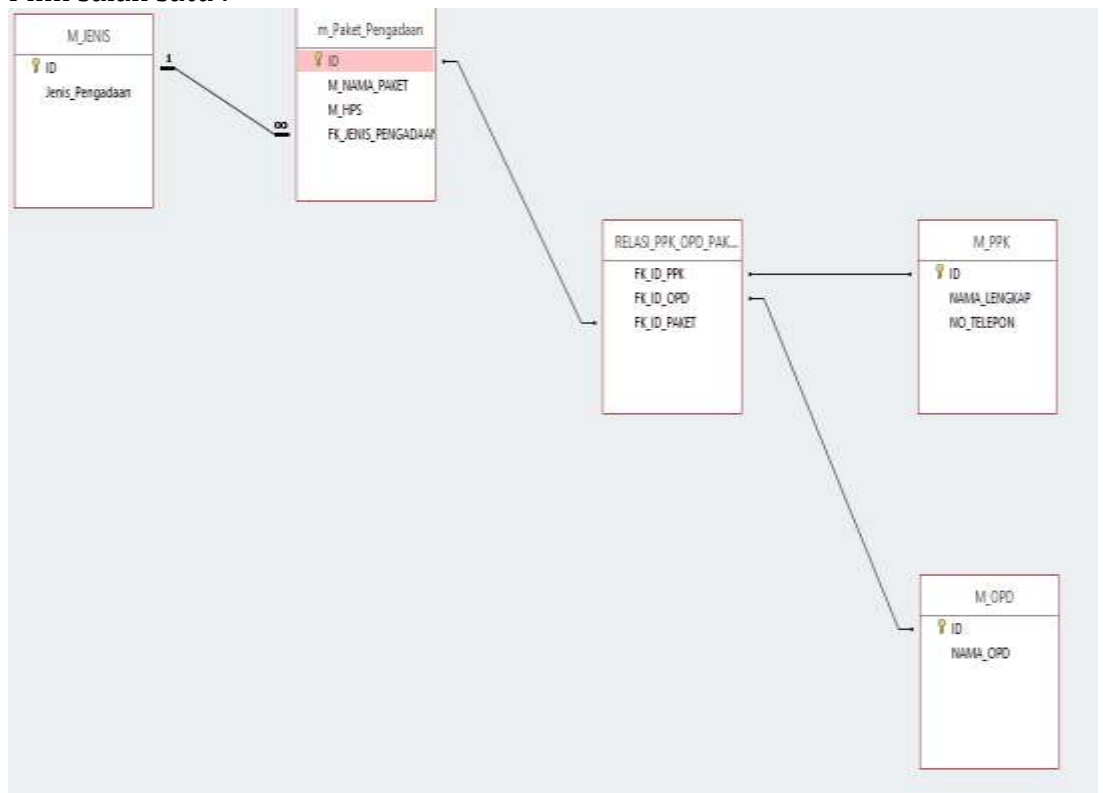 M_JENIS
ID
Jenis_Pengadaan
1
∞
m_Paket_Pengadaan
ID
M_NAMA_PAKET
M_HPS
FK_JENIS_PENGADAAN
RELASI_PPK_OPD_PAK...
FK_ID_PPK
FK_ID_OPD
FK_ID_PAKET
M_PPK
ID
NAMA_LENGKAP
NO_TELEPON
M_OPD
ID
NAMA_OPD